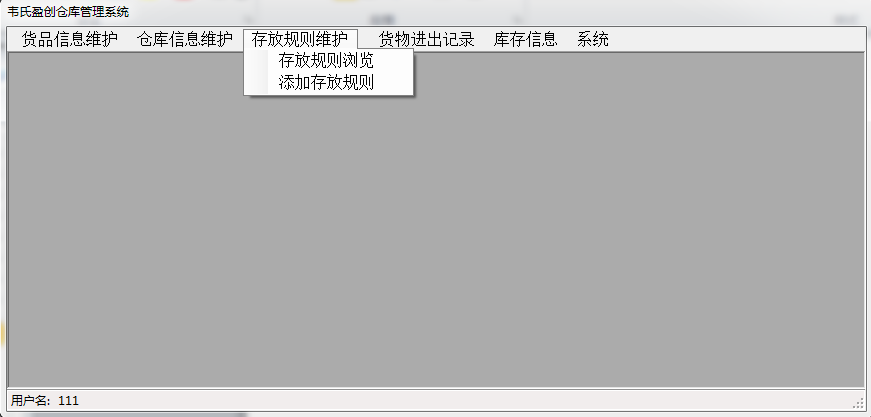 韦氏盈创仓库管理系统
货品信息维护 仓库信息维护 存放规则维护 货物进出记录 库存信息 系统
存放规则浏览
添加存放规则
用户名: 111